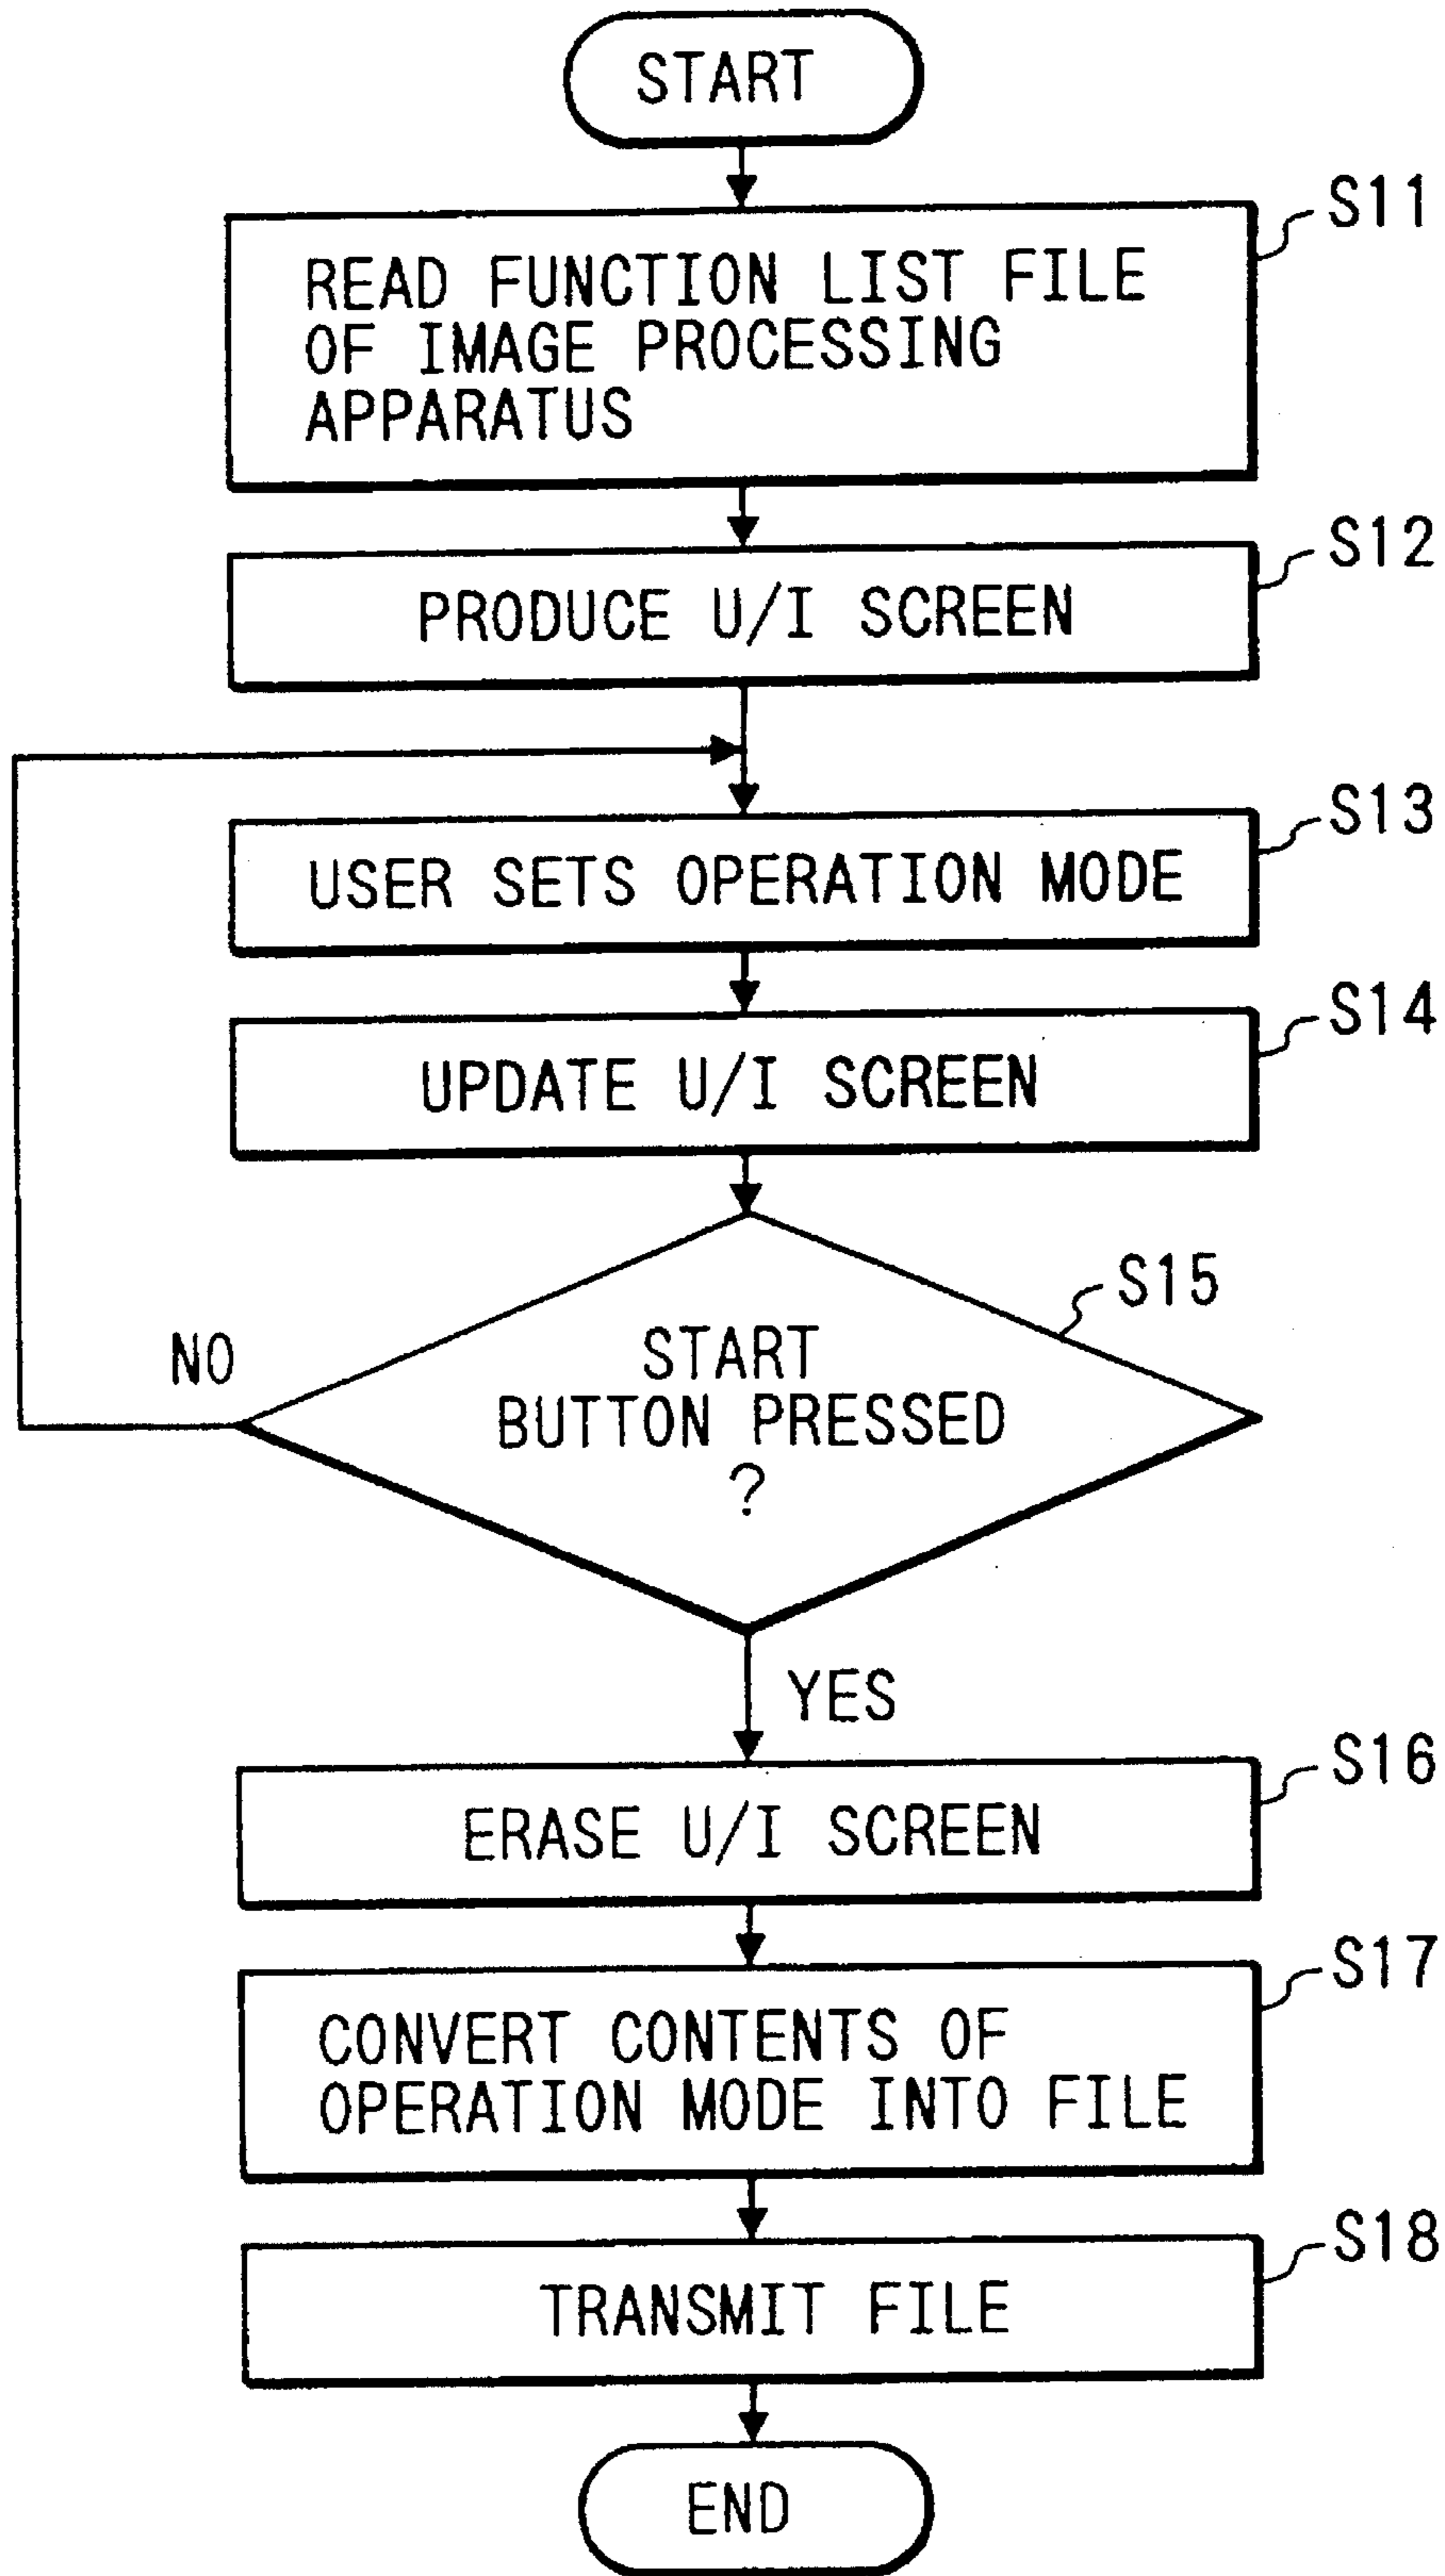 START
S11
READ FUNCTION LIST FILE
OF IMAGE PROCESSING
APPARATUS
S12
PRODUCE U/I SCREEN
S13
USER SETS OPERATION MODE
S14
UPDATE U/I SCREEN
S15
NO
START
BUTTON PRESSED
?
YES
S16
ERASE U/I SCREEN
S17
CONVERT CONTENTS OF
OPERATION MODE INTO FILE
S18
TRANSMIT FILE
END